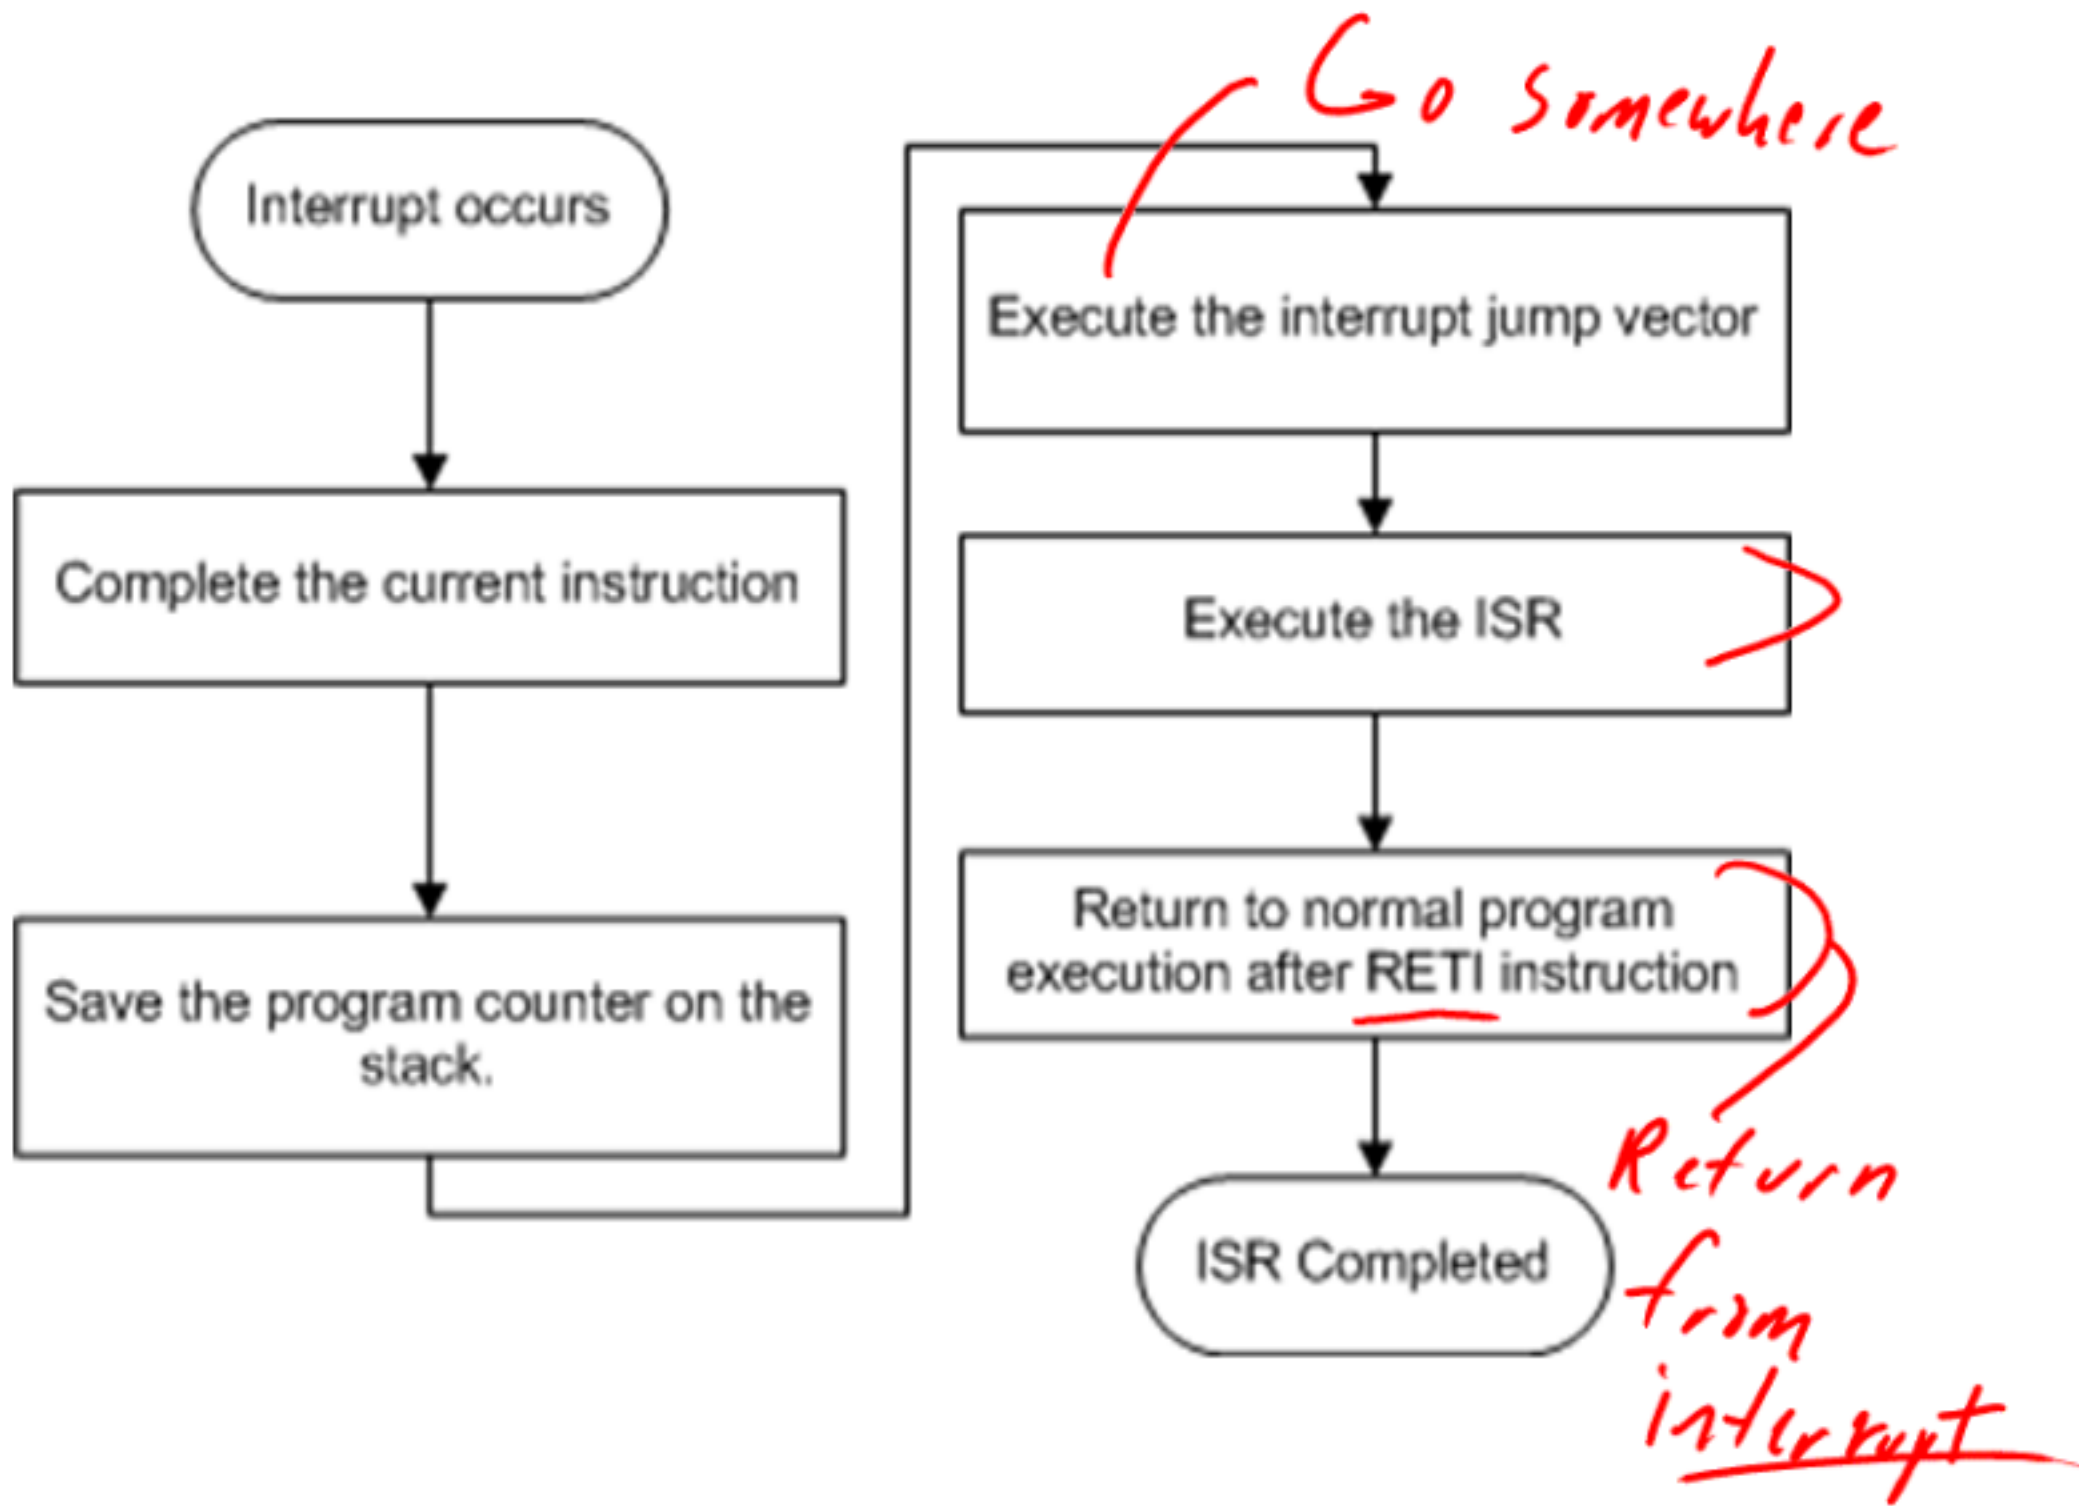 Interrupt occurs
Complete the current instruction
Save the program counter on the
stack.
Go somewhere
Execute the interrupt jump vector
Execute the ISR
Return to normal program
execution after RETI instruction
Return
from
interrupt
ISR Completed